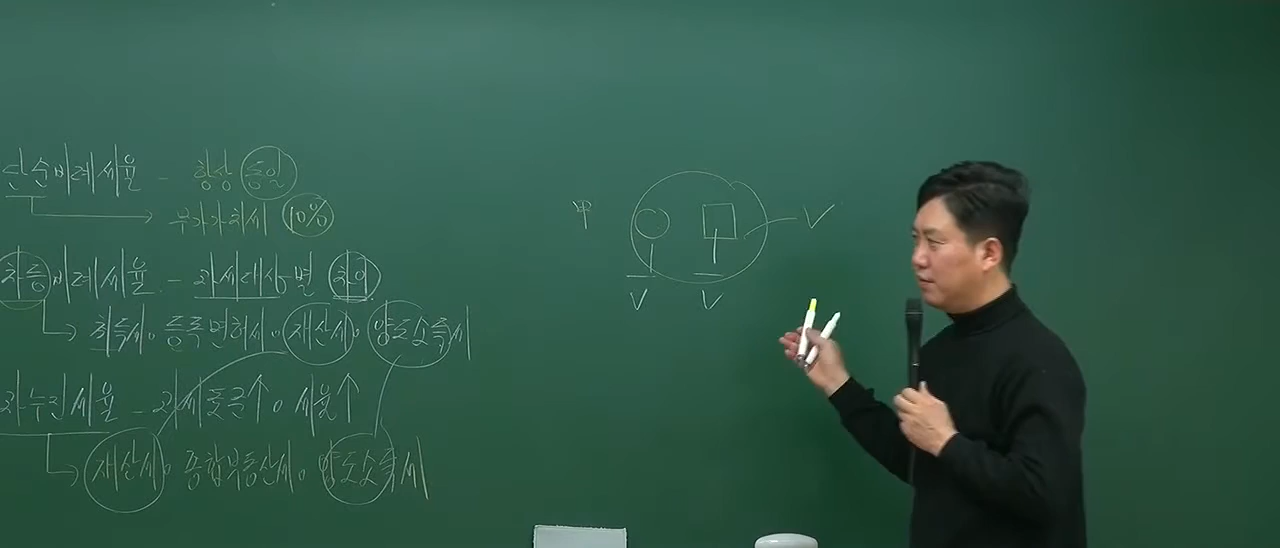 단순비례세율 - 항상 동일
부가가치세 10%
차등비례세율 - 과세대상별 차이
취득세, 등록면허세, 재산세, 양도소득세
과누진세율 - 과세표준↑, 세율↑
재산세, 종합부동산세, 양도소득세
甲
V
V V